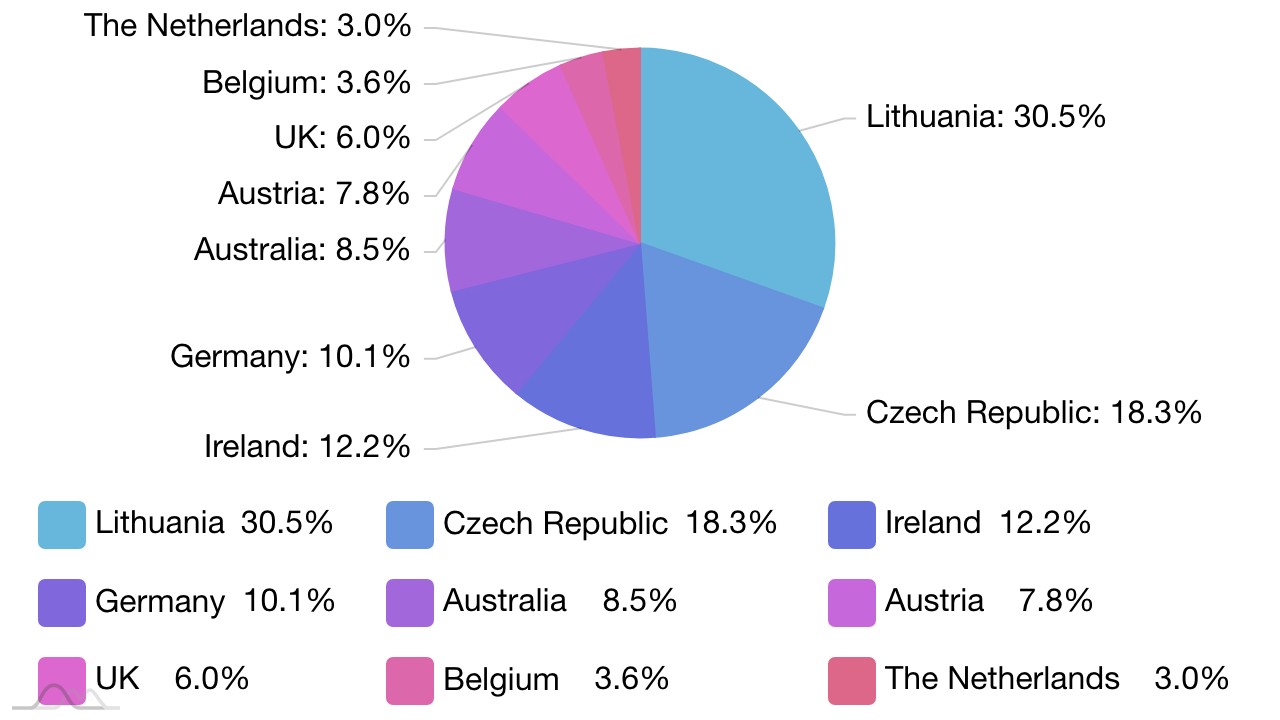 The Netherlands: 3.0%
Belgium: 3.6%
UK: 6.0%
Austria: 7.8%
Australia: 8.5%
Germany: 10.1%
Ireland: 12.2%
Lithuania: 30.5%
Czech Republic: 18.3%
Lithuania 30.5%
Czech Republic 18.3%
Ireland 12.2%
Germany 10.1%
Australia 8.5%
Austria 7.8%
UK 6.0%
Belgium 3.6%
The Netherlands 3.0%